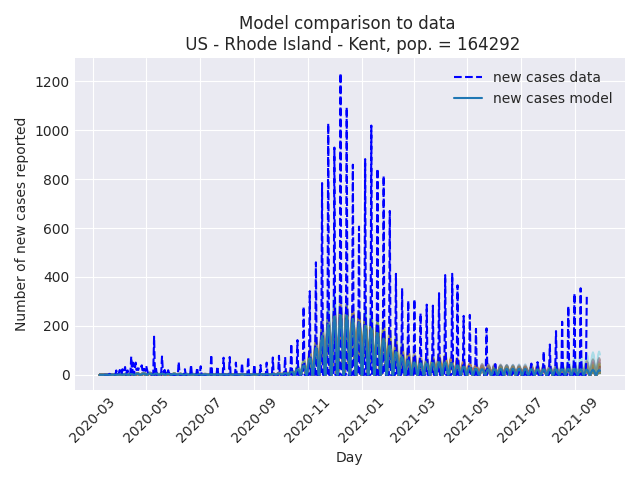 Model comparison to data
US - Rhode Island - Kent, pop. = 164292
new cases data
new cases model
Number of new cases reported
1200
1000
800
600
400
200
0
2020-03
2020-05
2020-07
2020-09
2020-11
2021-01
2021-03
2021-05
2021-07
2021-09
Day